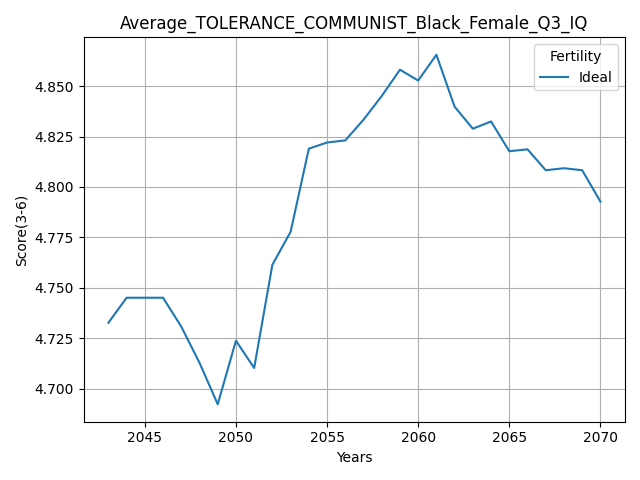 Average_TOLERANCE_COMMUNIST_Black_Female_Q3_IQ
Fertility
Ideal
4.850
4.825
4.800
4.775
4.750
4.725
4.700
Score(3-6)
2045 2050 2055 2060 2065 2070
Years